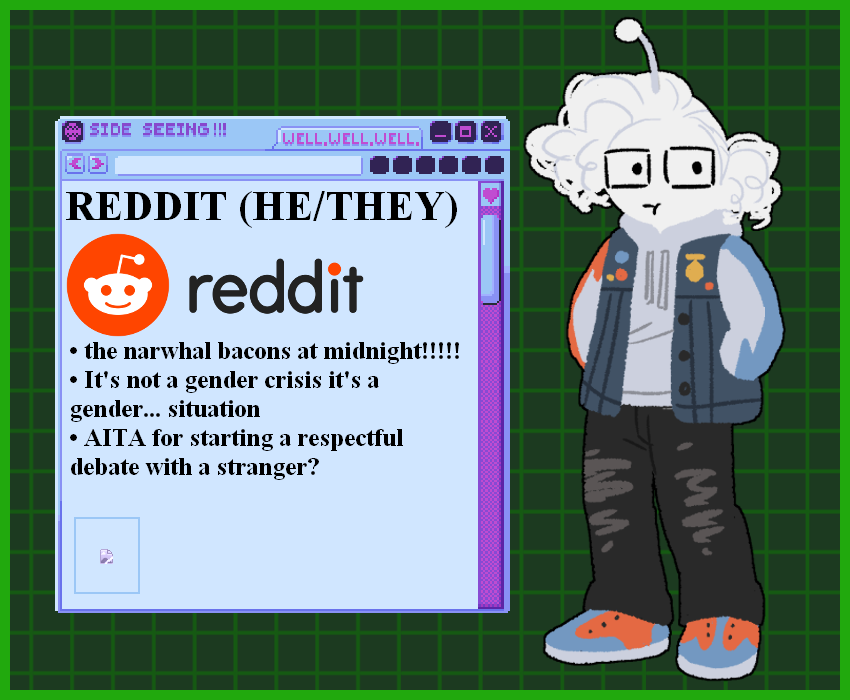 SIDE SEEING!!!
WELL.WELL.WELL.
REDDIT (HE/THEY)
reddit
• the narwhal bacons at midnight!!!!!
• It's not a gender crisis it's a
gender... situation
• AITA for starting a respectful
debate with a stranger?